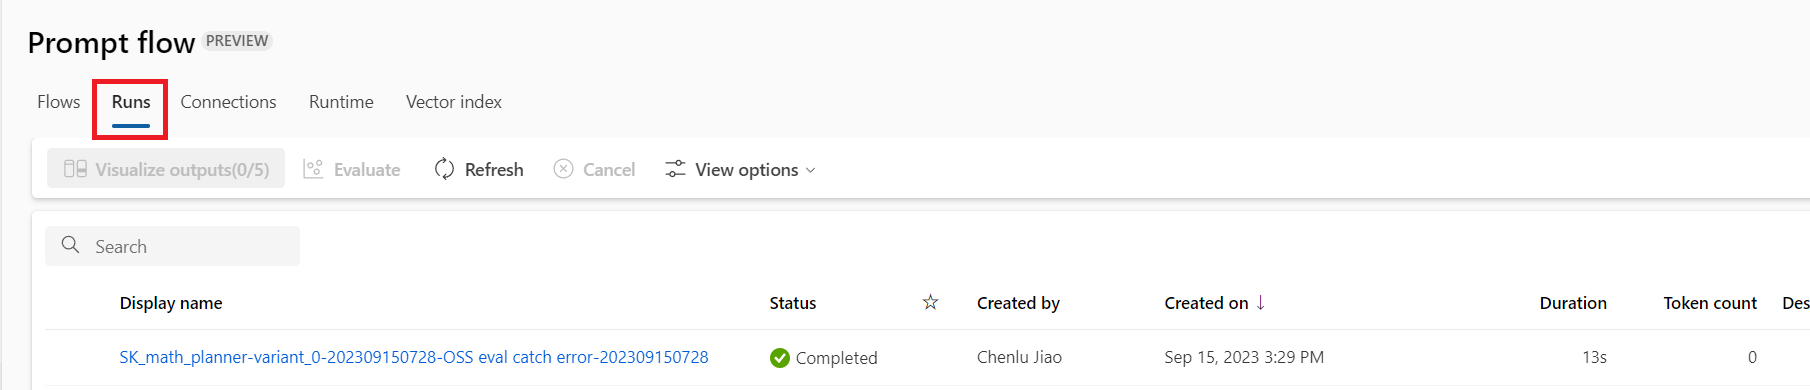 Prompt flow PREVIEW
Flows Runs Connections Runtime Vector index
Visualize outputs(0/5) Evaluate Refresh Cancel View options
Search
Display name Status Created by Created on ↓ Duration Token count Des
SK_math_planner-variant_0-202309150728-OSS eval catch error-202309150728 Completed Chenlu Jiao Sep 15, 2023 3:29 PM 13s 0